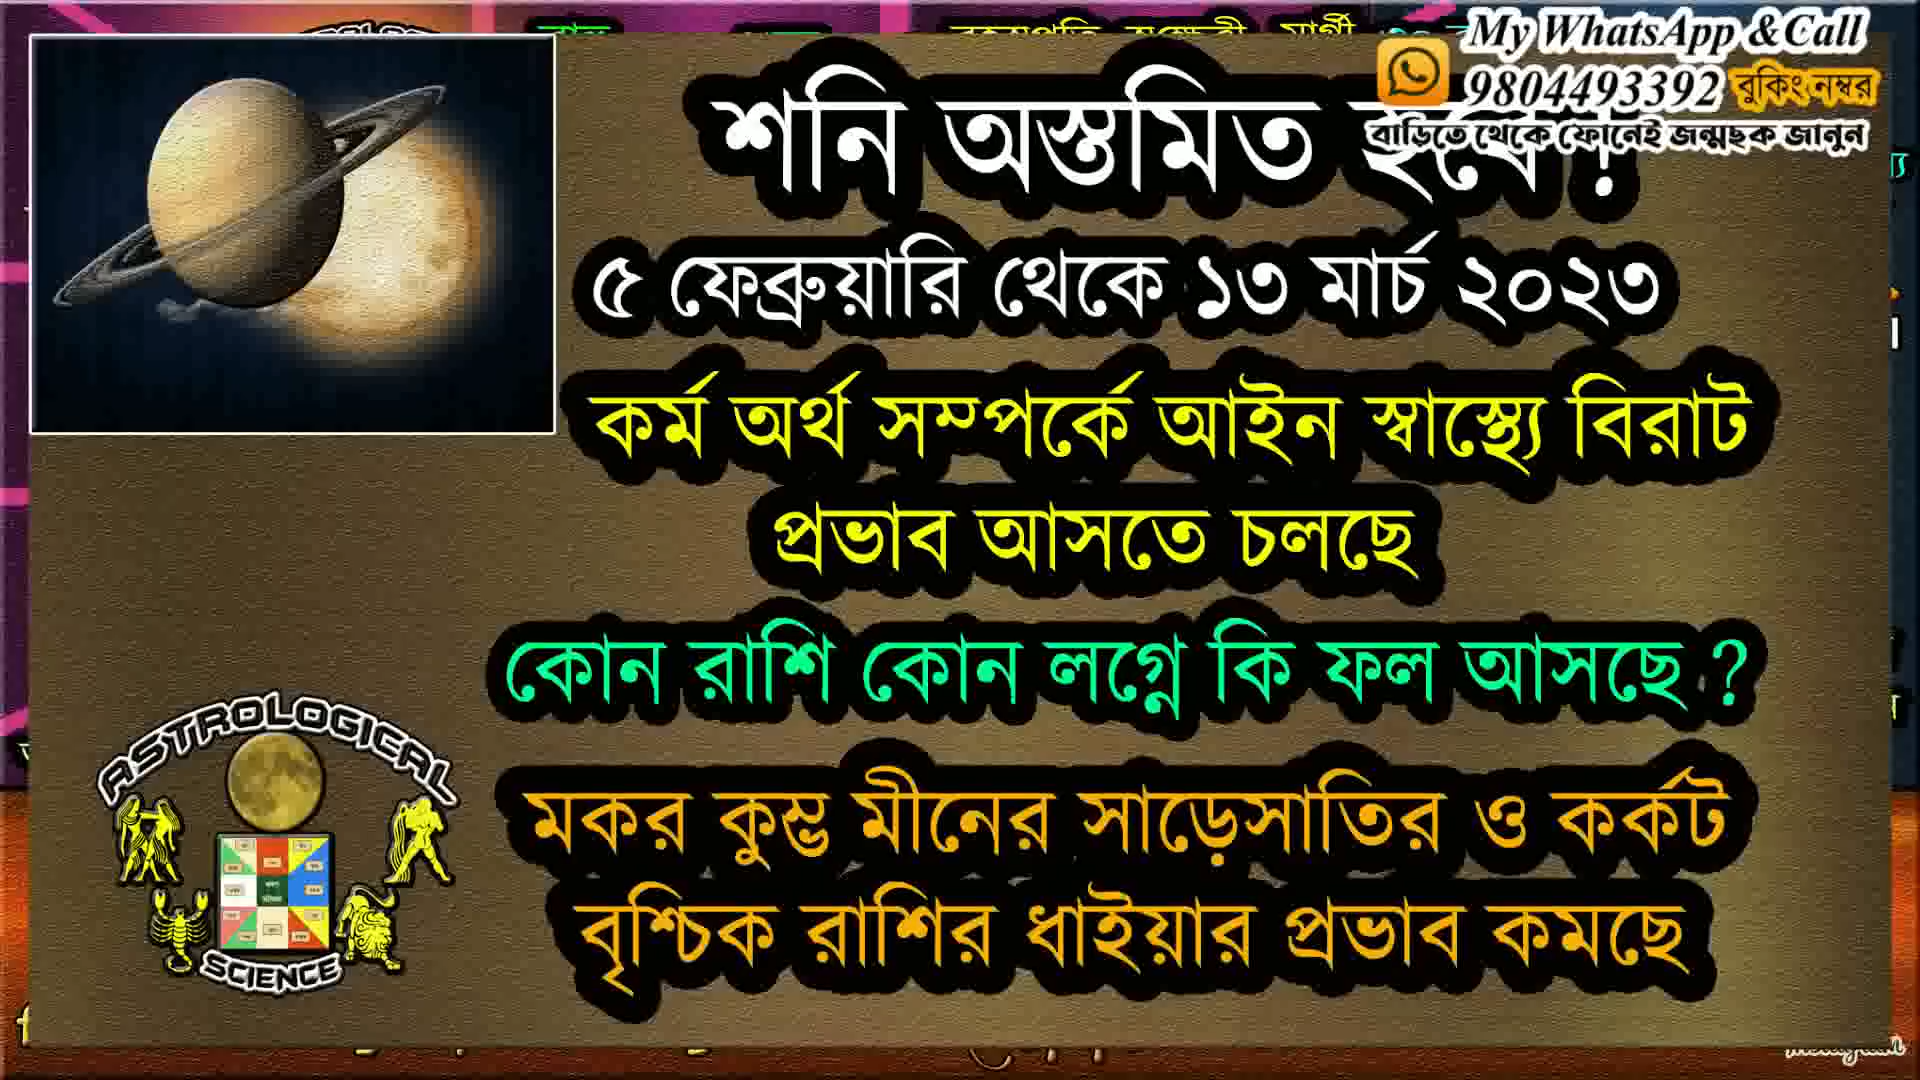 My WhatsApp &Call
9804493392 বুকিং নম্বর
বাড়িতে থেকে ফোনেই জন্মছক জানুন
শনি অস্তমিত হবে !
৫ ফেব্রুয়ারি থেকে ১৩ মার্চ ২০২৩
কর্ম অর্থ সম্পর্কে আইন স্বাস্থ্যে বিরাট
প্রভাব আসতে চলছে
কোন রাশি কোন লগ্নে কি ফল আসছে ?
মকর কুম্ভ মীনের সাড়েসাতির ও কর্কট
বৃশ্চিক রাশির ধাইয়ার প্রভাব কমছে
ASTROLOGICAL
SCIENCE